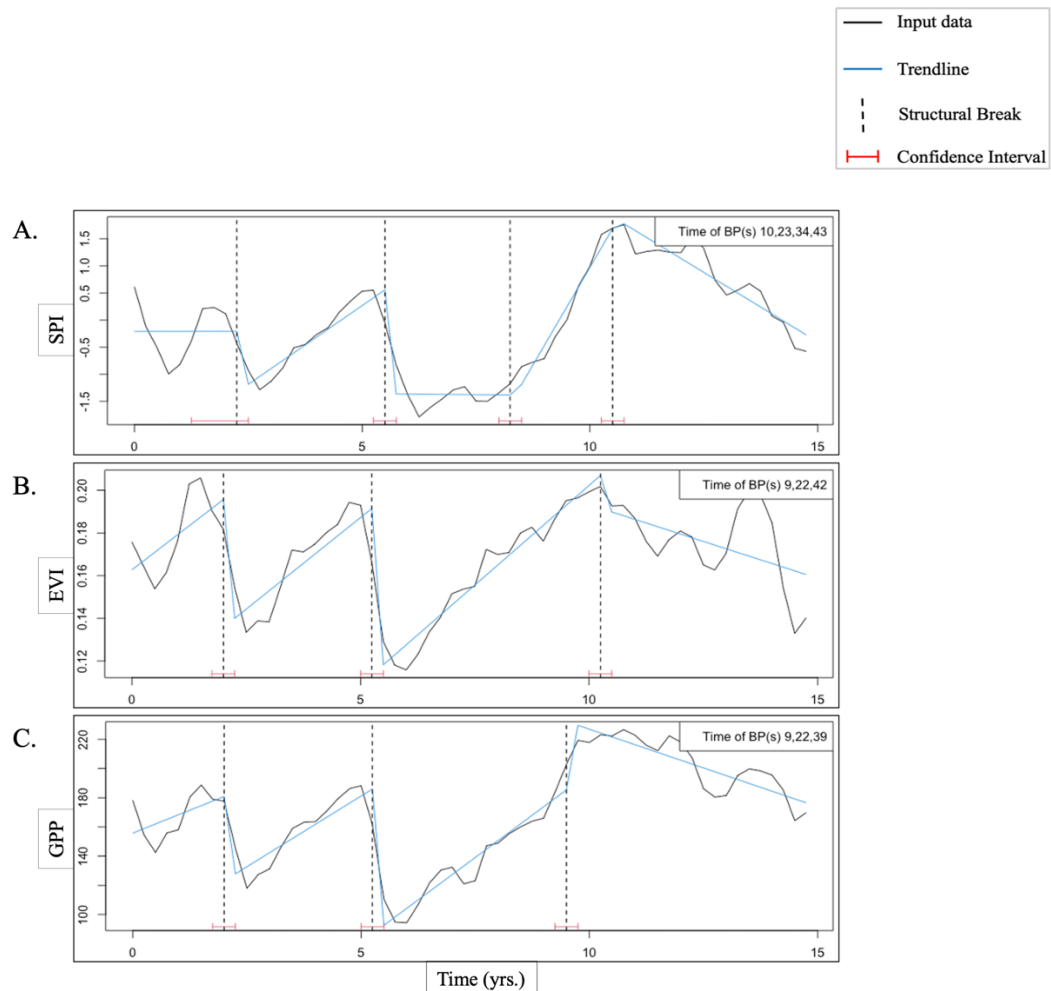 Input data
Trendline
Structural Break
Confidence Interval
A.
SPI
1.5
1.0
0.5
-0.5
-1.5
Time of BP(s) 10,23,34,43
0 5 10 15
B.
EVI
0.20
0.18
0.16
0.14
0.12
Time of BP(s) 9,22,42
0 5 10 15
C.
GPP
220
180
140
100
Time of BP(s) 9,22,39
0 5 10 15
Time (yrs.)